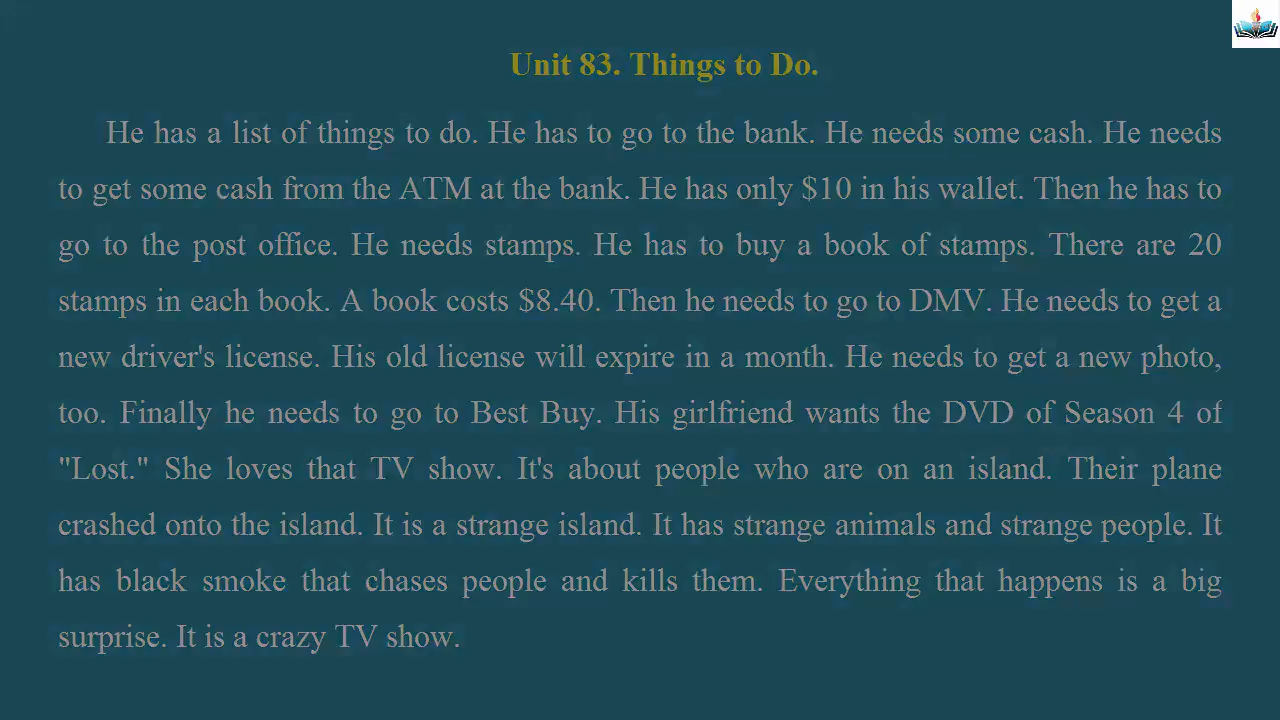 Unit 83. Things to Do.
He has a list of things to do. He has to go to the bank. He needs some cash. He needs
to get some cash from the ATM at the bank. He has only $10 in his wallet. Then he has to
go to the post office. He needs stamps. He has to buy a book of stamps. There are 20
stamps in each book. A book costs $8.40. Then he needs to go to DMV. He needs to get a
new driver's license. His old license will expire in a month. He needs to get a new photo,
too. Finally he needs to go to Best Buy. His girlfriend wants the DVD of Season 4 of
"Lost." She loves that TV show. It's about people who are on an island. Their plane
crashed onto the island. It is a strange island. It has strange animals and strange people. It
has black smoke that chases people and kills them. Everything that happens is a big
surprise. It is a crazy TV show.